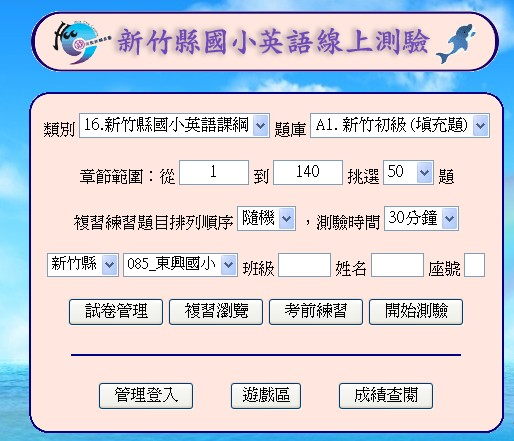 新竹縣國小英語線上測驗
類別 16.新竹縣國小英語課綱 題庫 A1. 新竹初級 (填充題)
章節範圍：從 1 到 140 挑選 50 題
複習練習題目排列順序 隨機 ，測驗時間 30分鐘
新竹縣 085_東興國小 班級 姓名 座號
試卷管理 複習瀏覽 考前練習 開始測驗
管理登入 遊戲區 成績查閱